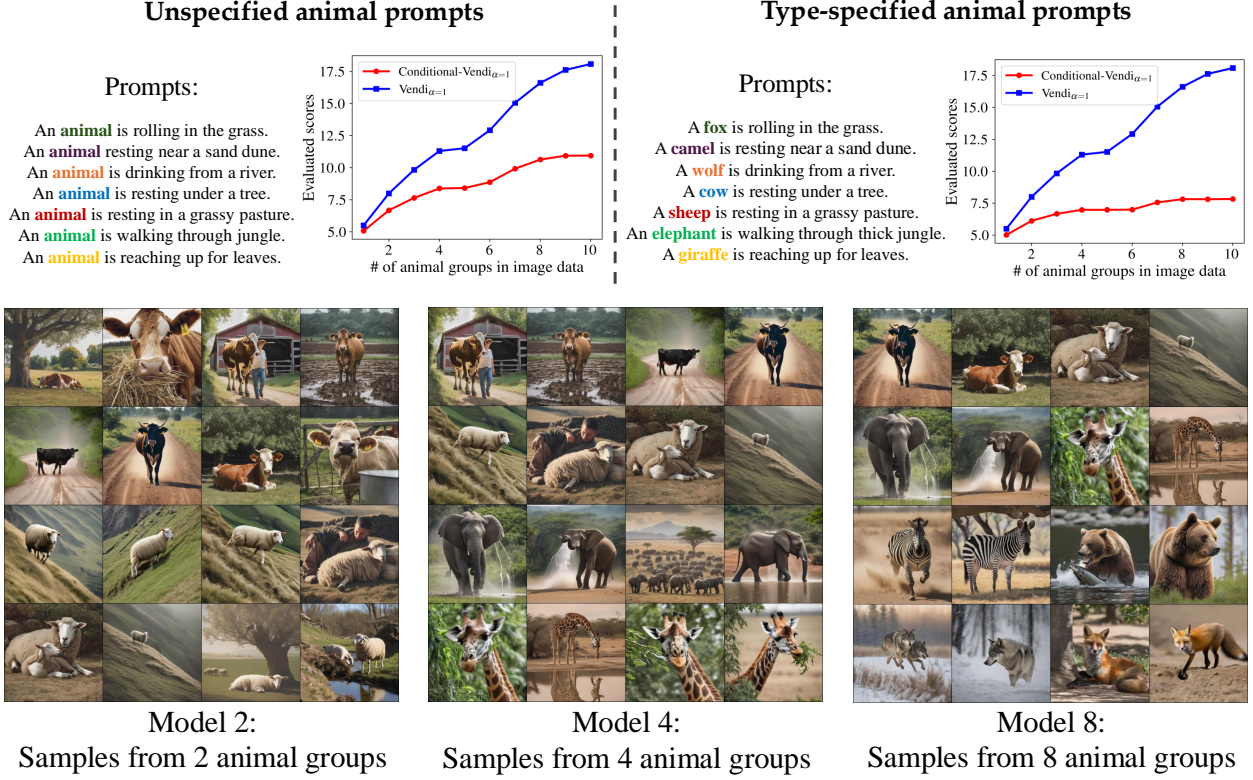 Unspecified animal prompts
Prompts:
An animal is rolling in the grass.
An animal resting near a sand dune.
An animal is drinking from a river.
An animal is resting under a tree.
An animal is resting in a grassy pasture.
An animal is walking through jungle.
An animal is reaching up for leaves.
Evaluated scores
17.5
15.0
12.5
10.0
7.5
5.0
Conditional-Vendiα=1
Vendiα=1
2 4 6 8 10
# of animal groups in image data
Type-specified animal prompts
Prompts:
A fox is rolling in the grass.
A camel is resting near a sand dune.
A wolf is drinking from a river.
A cow is resting under a tree.
A sheep is resting in a grassy pasture.
An elephant is walking through thick jungle.
A giraffe is reaching up for leaves.
Evaluated scores
17.5
15.0
12.5
10.0
7.5
5.0
Conditional-Vendiα=1
Vendiα=1
2 4 6 8 10
# of animal groups in image data
Model 2:
Samples from 2 animal groups
Model 4:
Samples from 4 animal groups
Model 8:
Samples from 8 animal groups